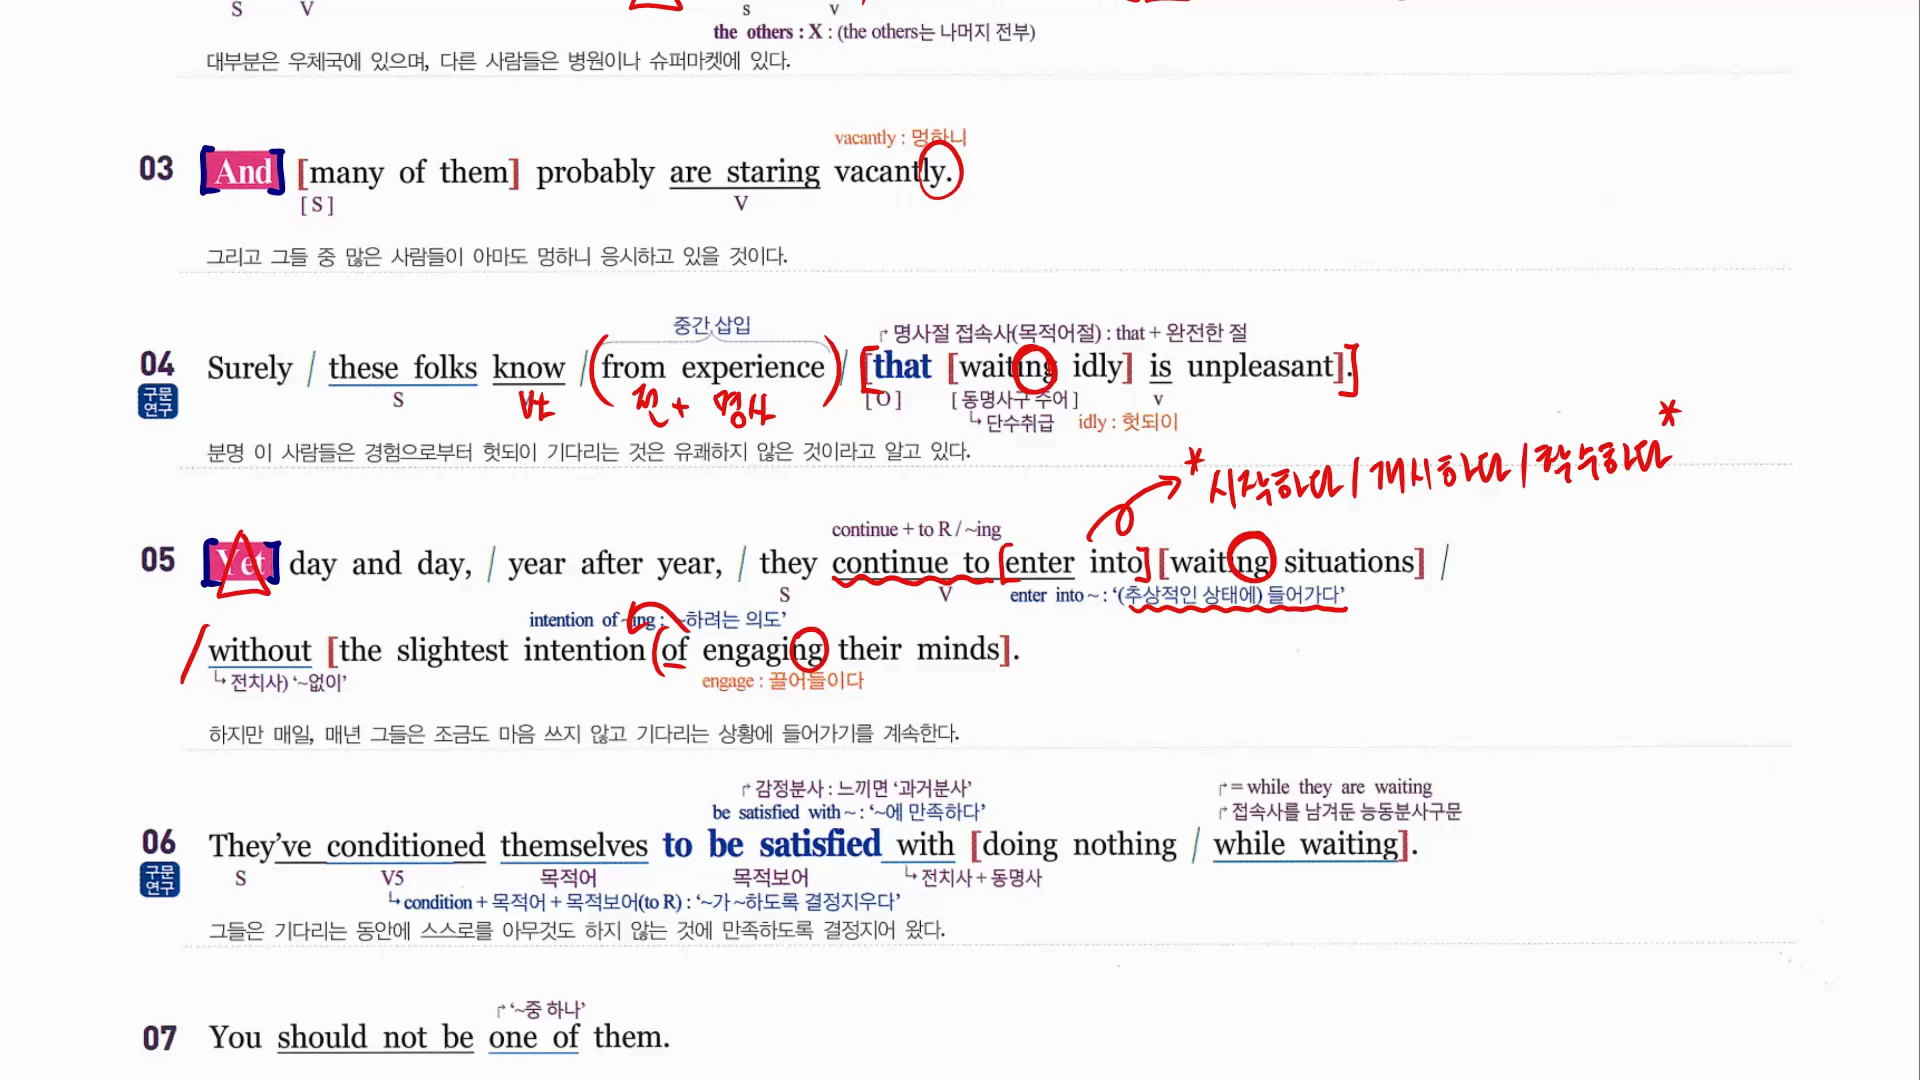 S V s v
the others : X : (the others는 나머지 전부)
대부분은 우체국에 있으며, 다른 사람들은 병원이나 슈퍼마켓에 있다.
vacantly : 멍하니
03 And [many of them] probably are staring vacantly.
[ S ] V
그리고 그들 중 많은 사람들이 아마도 멍하니 응시하고 있을 것이다.
중간 삽입 명사절 접속사(목적어절) : that + 완전한 절
04 Surely / these folks know / (from experience) / [that [waiting idly] is unpleasant].
구문
연구
S [ O ] [ 동명사구 주어 ] v
전 + 명사
단수취급 idly : 헛되이
분명 이 사람들은 경험으로부터 헛되이 기다리는 것은 유쾌하지 않은 것이라고 알고 있다.
* 시작하다 / 개시하다 / 착수하다 *
continue + to R / ~ing
05 Yet day and day, / year after year, / they continue to [enter into] [waiting situations] /
S V enter into ~ : ‘(추상적인 상태에) 들어가다’
intention of ~ing : ~하려는 의도’
/ without [the slightest intention (of engaging their minds].
전치사) ‘~없이’ engage : 끌어들이다
하지만 매일, 매년 그들은 조금도 마음 쓰지 않고 기다리는 상황에 들어가기를 계속한다.
감정분사 : 느끼면 ‘과거분사’ = while they are waiting
be satisfied with ~ : ‘~에 만족하다’ 접속사를 남겨둔 능동분사구문
06 They’ve conditioned themselves to be satisfied with [doing nothing / while waiting].
구문
연구
S V5 목적어 목적보어 전치사 + 동명사
condition + 목적어 + 목적보어(to R) : ‘~가 ~하도록 결정지우다’
그들은 기다리는 동안에 스스로를 아무것도 하지 않는 것에 만족하도록 결정지어 왔다.
‘~중 하나’
07 You should not be one of them.